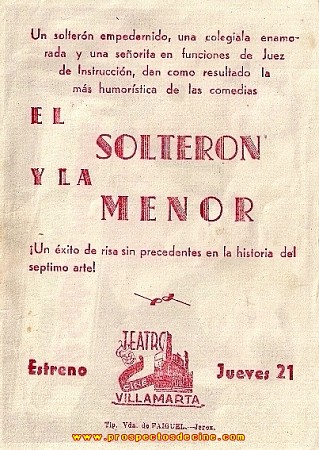 Un solterón empedernido, una colegiala enamo-
rada y una señorita en funciones de Juez
de Instrucción, dan como resultado la
más humorística de las comedias
EL
SOLTERON
Y LA
MENOR
¡Un éxito de risa sin precedentes en la historia del
septimo arte!
TEATRO
CINE
VILLAMARTA
Estreno
Jueves 21
Tip. Vda. de FAIGUEL.—Jerez.
www.prospectosdecine.com